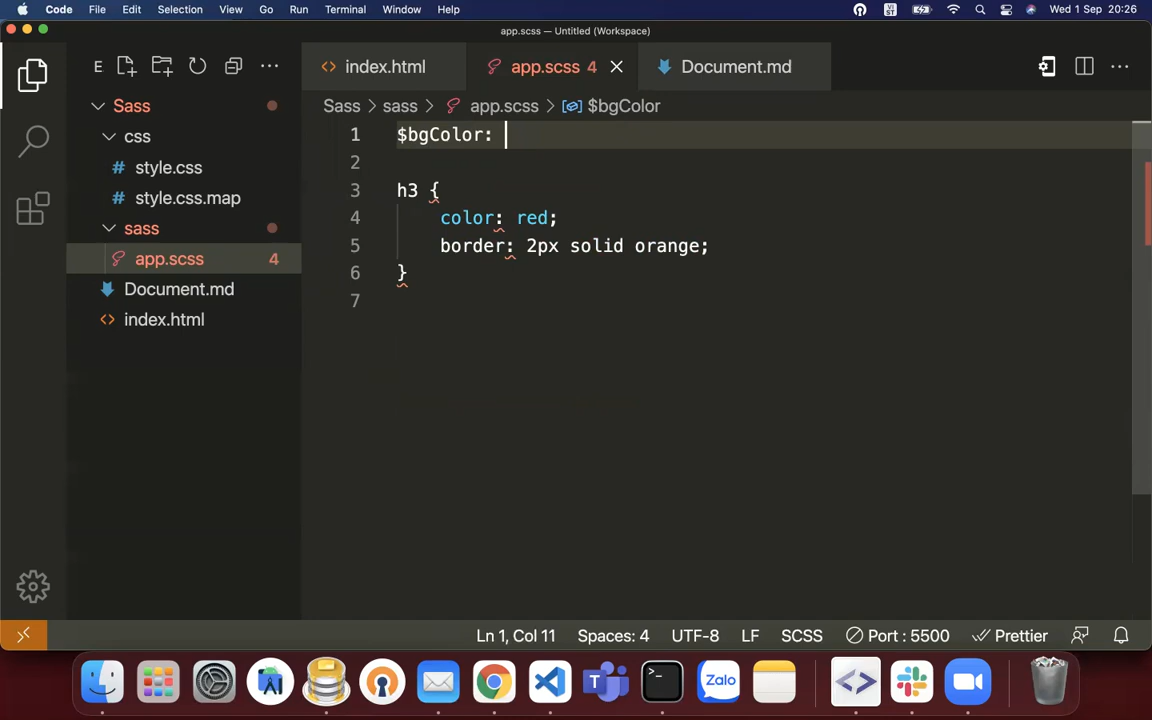 Code File Edit Selection View Go Run Terminal Window Help VI ST Wed 1 Sep 20:26
app.scss — Untitled (Workspace)
E
index.html app.scss 4 Document.md
Sass
Sass sass app.scss $bgColor
css
style.css
style.css.map
sass
app.scss 4
Document.md
index.html
1 $bgColor:
2
3 h3 {
4 color: red;
5 border: 2px solid orange;
6 }
7
Ln 1, Col 11 Spaces: 4 UTF-8 LF SCSS Port : 5500 Prettier
Zalo